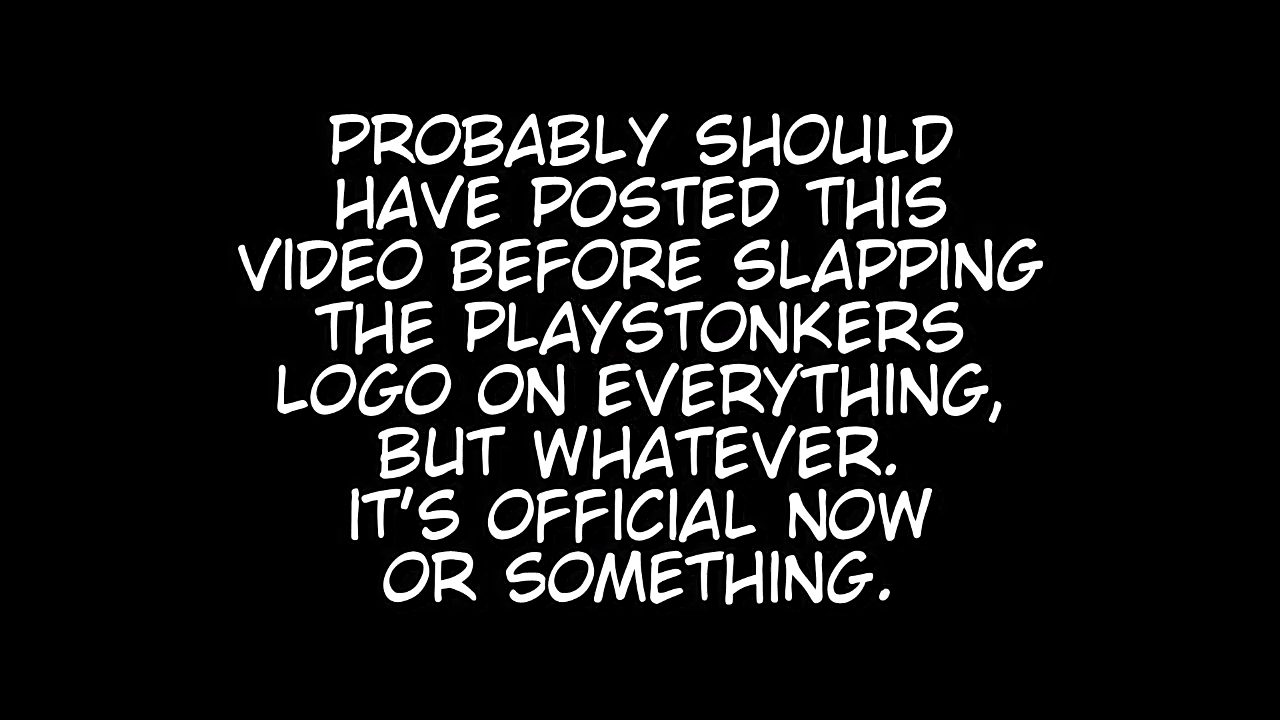 PROBABLY SHOULD
HAVE POSTED THIS
VIDEO BEFORE SLAPPING
THE PLAYSTONKERS
LOGO ON EVERYTHING,
BUT WHATEVER.
IT'S OFFICIAL NOW
OR SOMETHING.